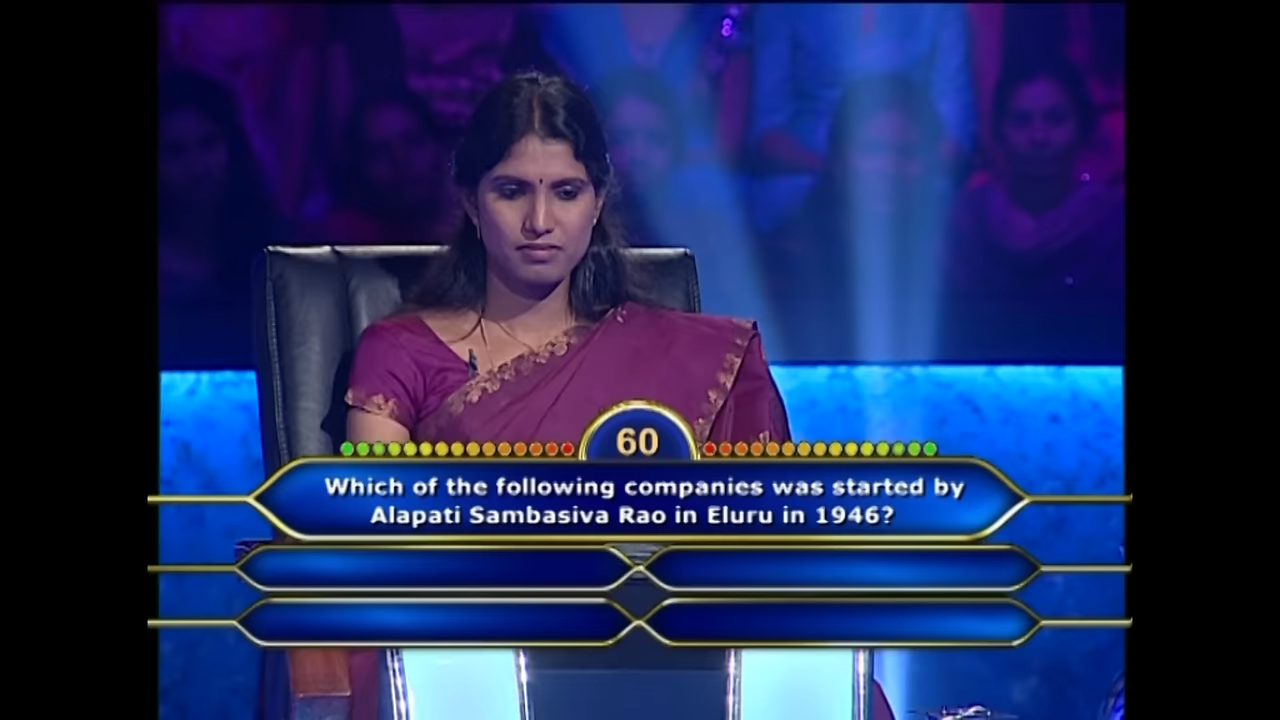 60
Which of the following companies was started by
Alapati Sambasiva Rao in Eluru in 1946?